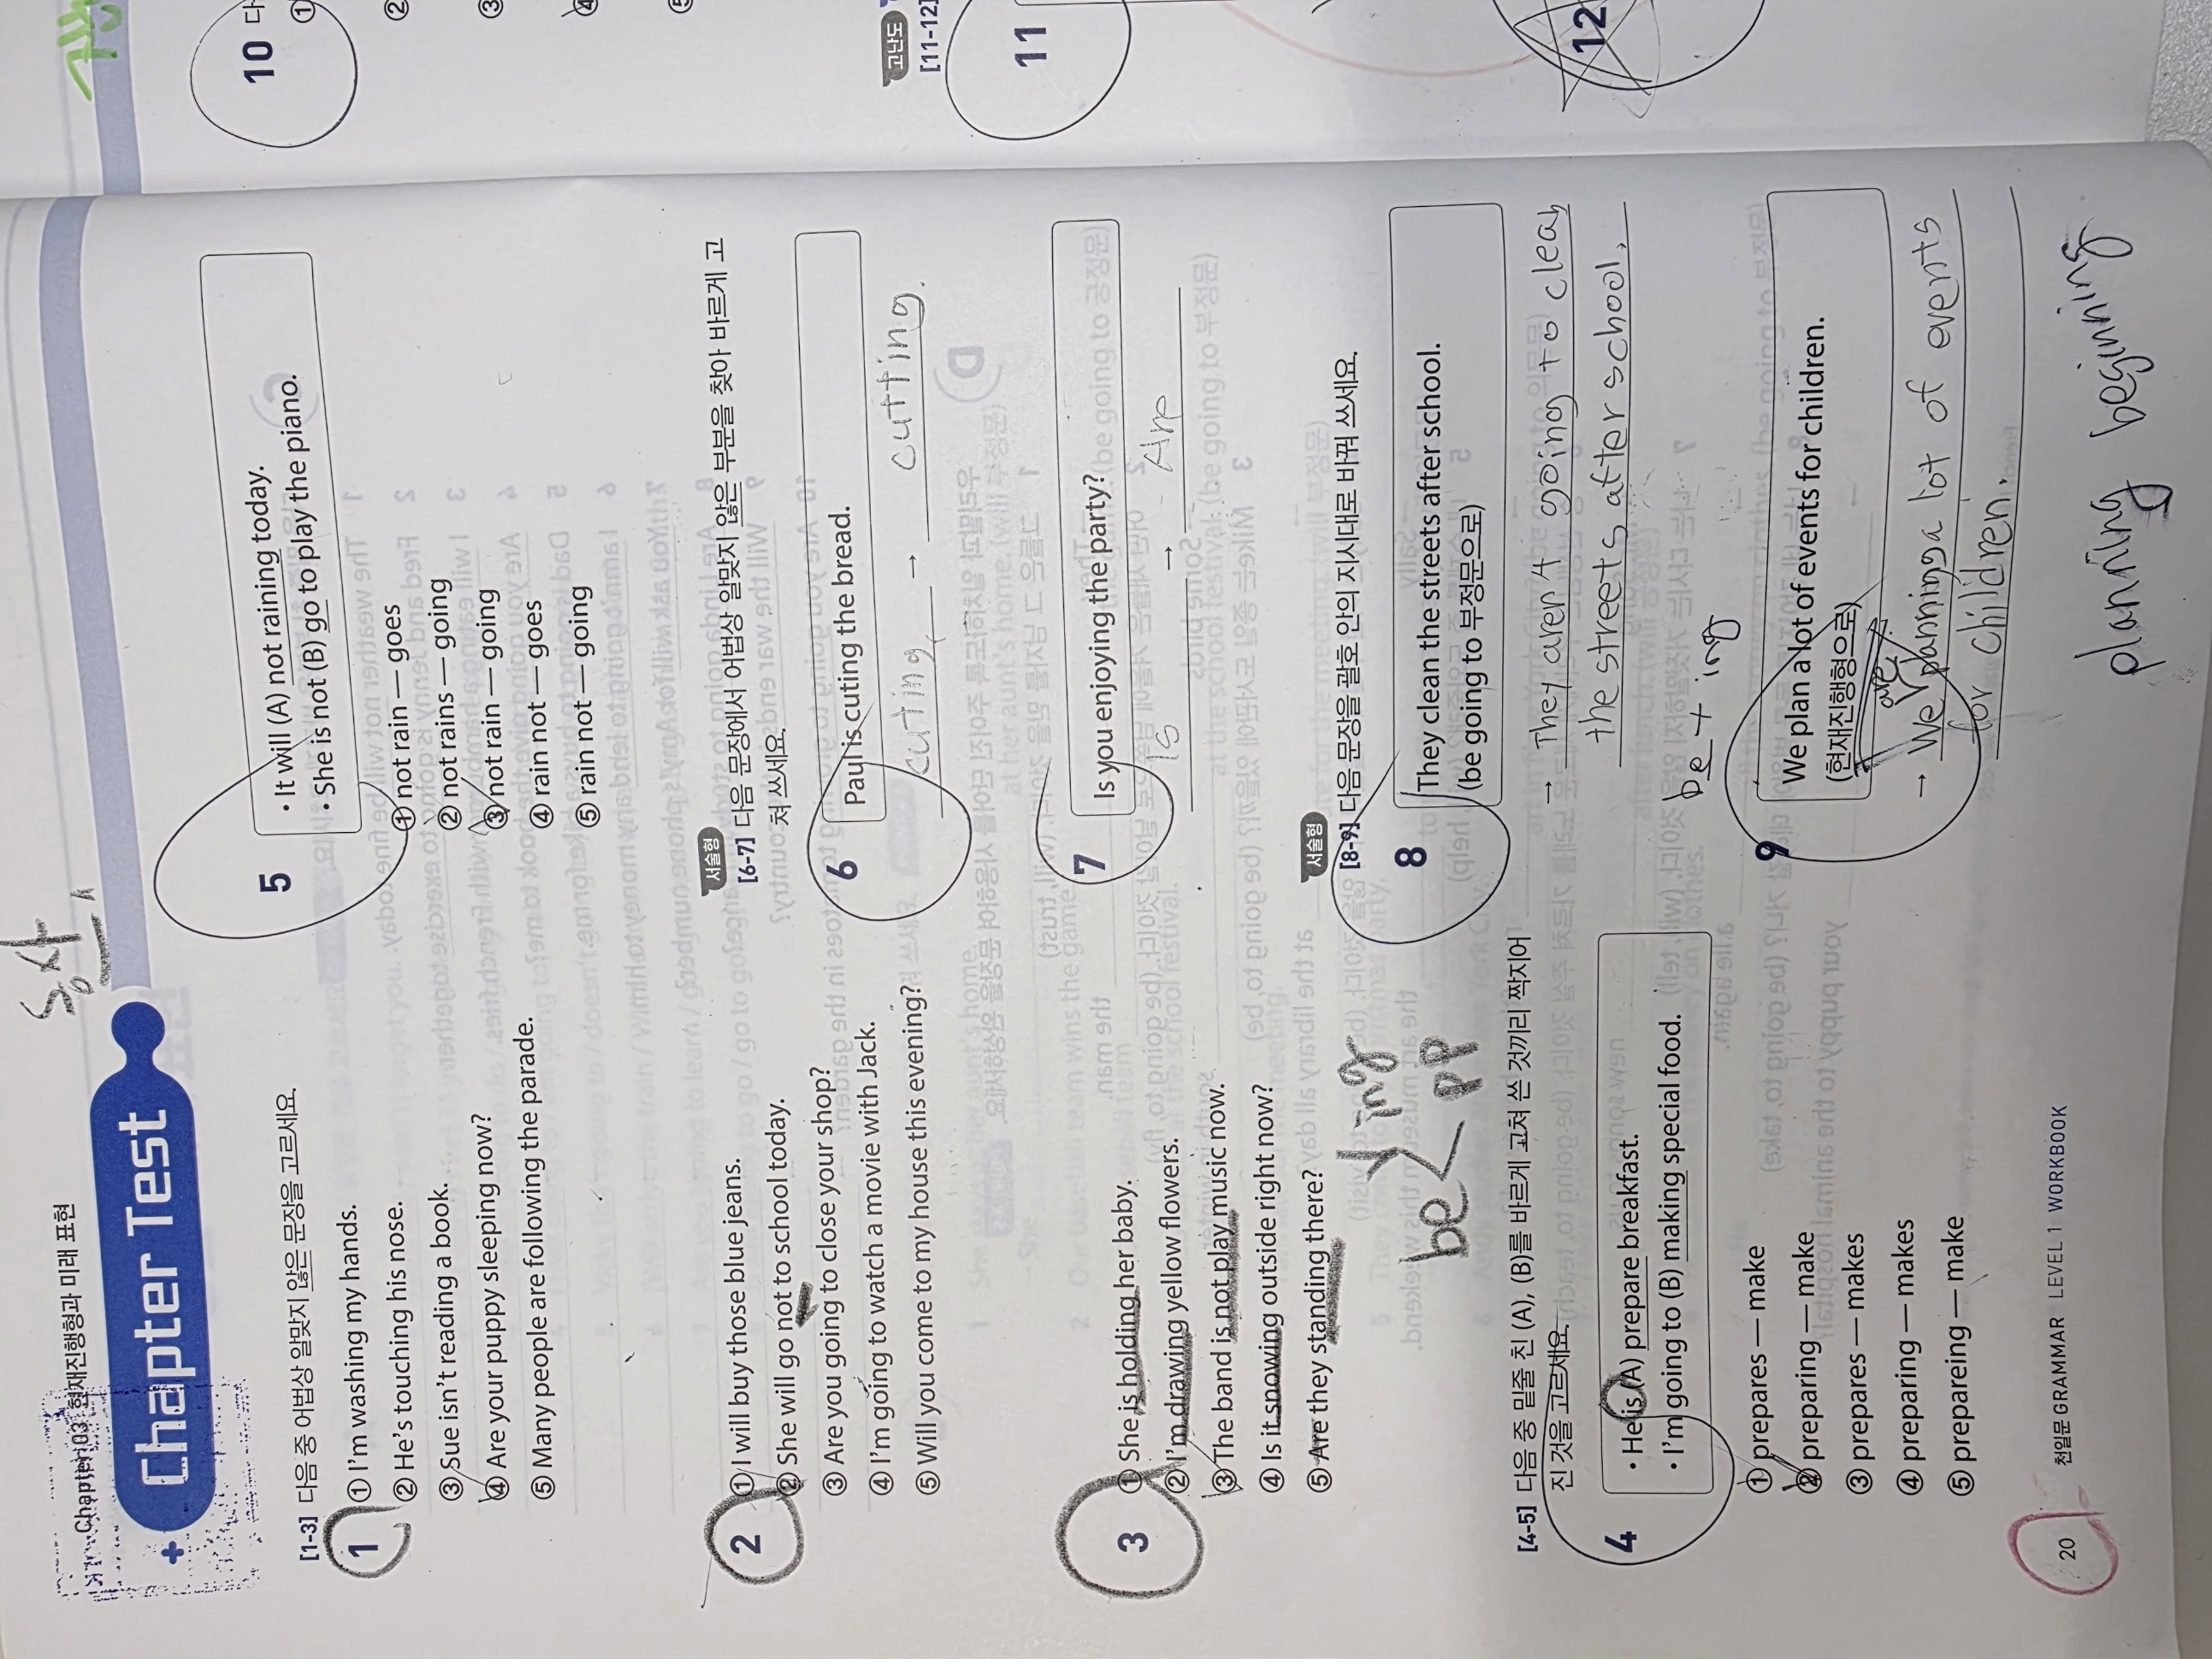 동사
Chapter 03 현재진행형과 미래 표현
Chapter Test
[1-3] 다음 중 어법상 알맞지 않은 문장을 고르세요.
1
① I'm washing my hands.
② He's touching his nose.
③ Sue isn't reading a book.
④ Are your puppy sleeping now?
⑤ Many people are following the parade.
2
① I will buy those blue jeans.
② She will go not to school today.
③ Are you going to close your shop?
④ I'm going to watch a movie with Jack.
⑤ Will you come to my house this evening?
3
① She is holding her baby.
② I'm drawing yellow flowers.
③ The band is not play music now.
④ Is it snowing outside right now?
⑤ Are they standing there?
be < ing
pp
[4-5] 다음 중 밑줄 친 (A), (B)를 바르게 고쳐 쓴 것끼리 짝지어
진 것을 고르세요.
4
• He is (A) prepare breakfast.
• I'm going to (B) making special food.
① prepares — make
② preparing — make
③ prepares — makes
④ preparing — makes
⑤ prepareing — make
20 천일문 GRAMMAR LEVEL 1 WORKBOOK
5
• It will (A) not raining today.
• She is not (B) go to play the piano.
① not rain — goes
② not rains — going
③ not rain — going
④ rain not — goes
⑤ rain not — going
서술형
[6-7] 다음 문장에서 어법상 알맞지 않은 부분을 찾아 바르게 고
쳐 쓰세요.
6
Paul is cuting the bread.
cuting → cutting
7
Is you enjoying the party?
Is → Are
서술형
[8-9] 다음 문장을 괄호 안의 지시대로 바꿔 쓰세요.
8
They clean the streets after school.
(be going to 부정문으로)
→ They aren't going to clean
the streets after school.
be + ing
9
We plan a lot of events for children.
(현재진행형으로)
are
→ We planning a lot of events
for children.
planning beginning
10 다
①
②
③
④
⑤
고난도
[11-12]
11
12